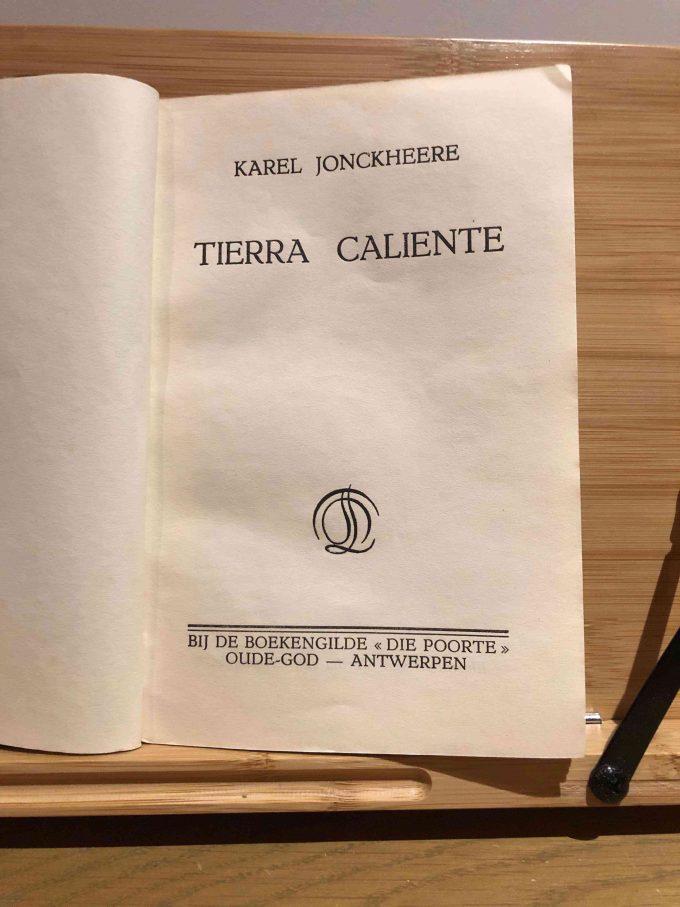 KAREL JONCKHEERE
TIERRA CALIENTE
BIJ DE BOEKENGILDE « DIE POORTE »
OUDE-GOD — ANTWERPEN